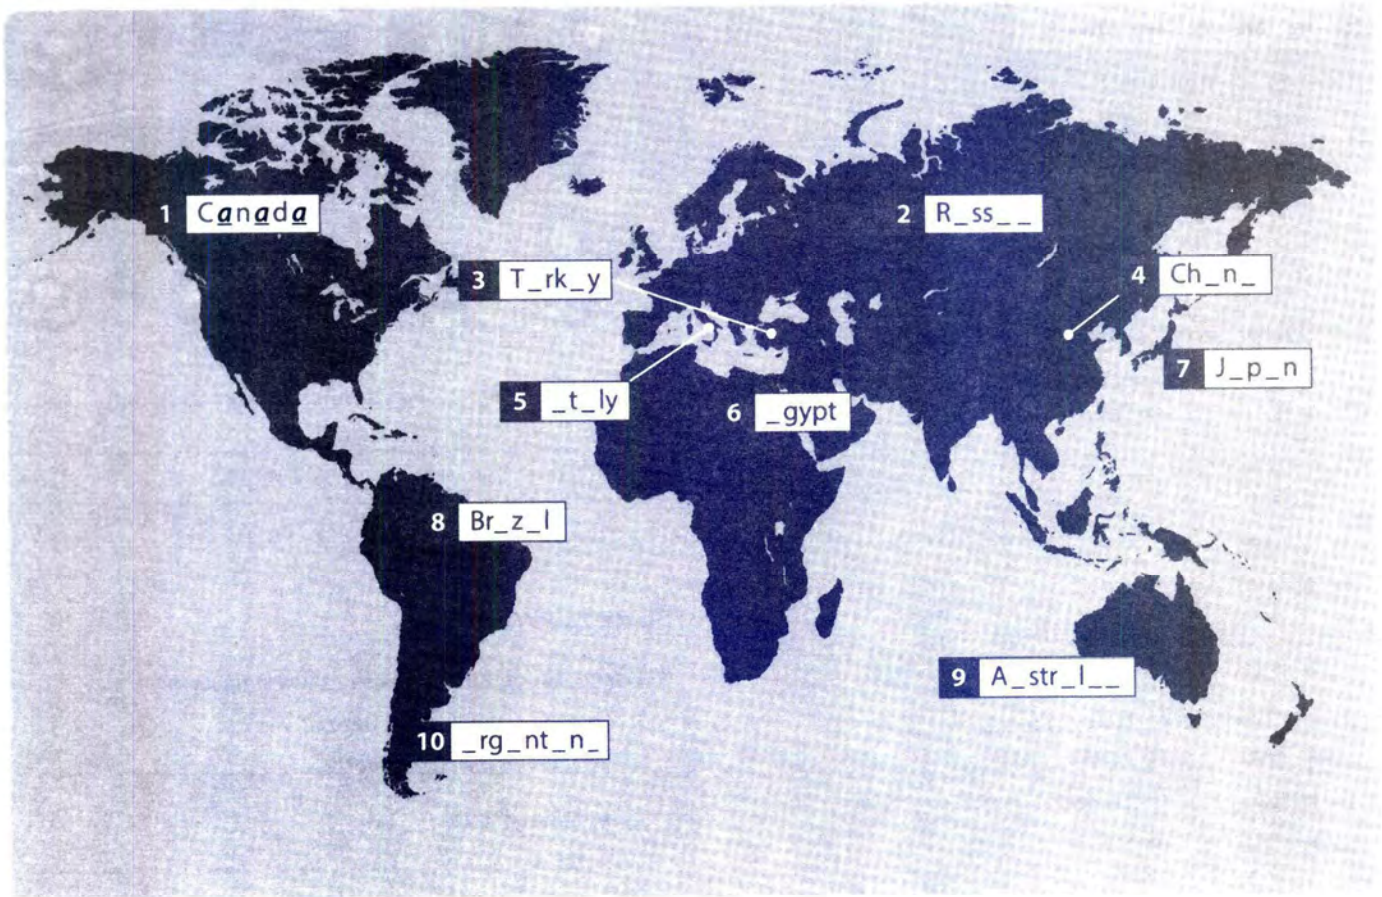 1 Canada
2 R_ss_ _
3 T_rk_y
4 Ch_n_
5 _t_ly
6 _gypt
7 J_p_n
8 Br_z_l
9 A_str_l_ _
10 _rg_nt_n_